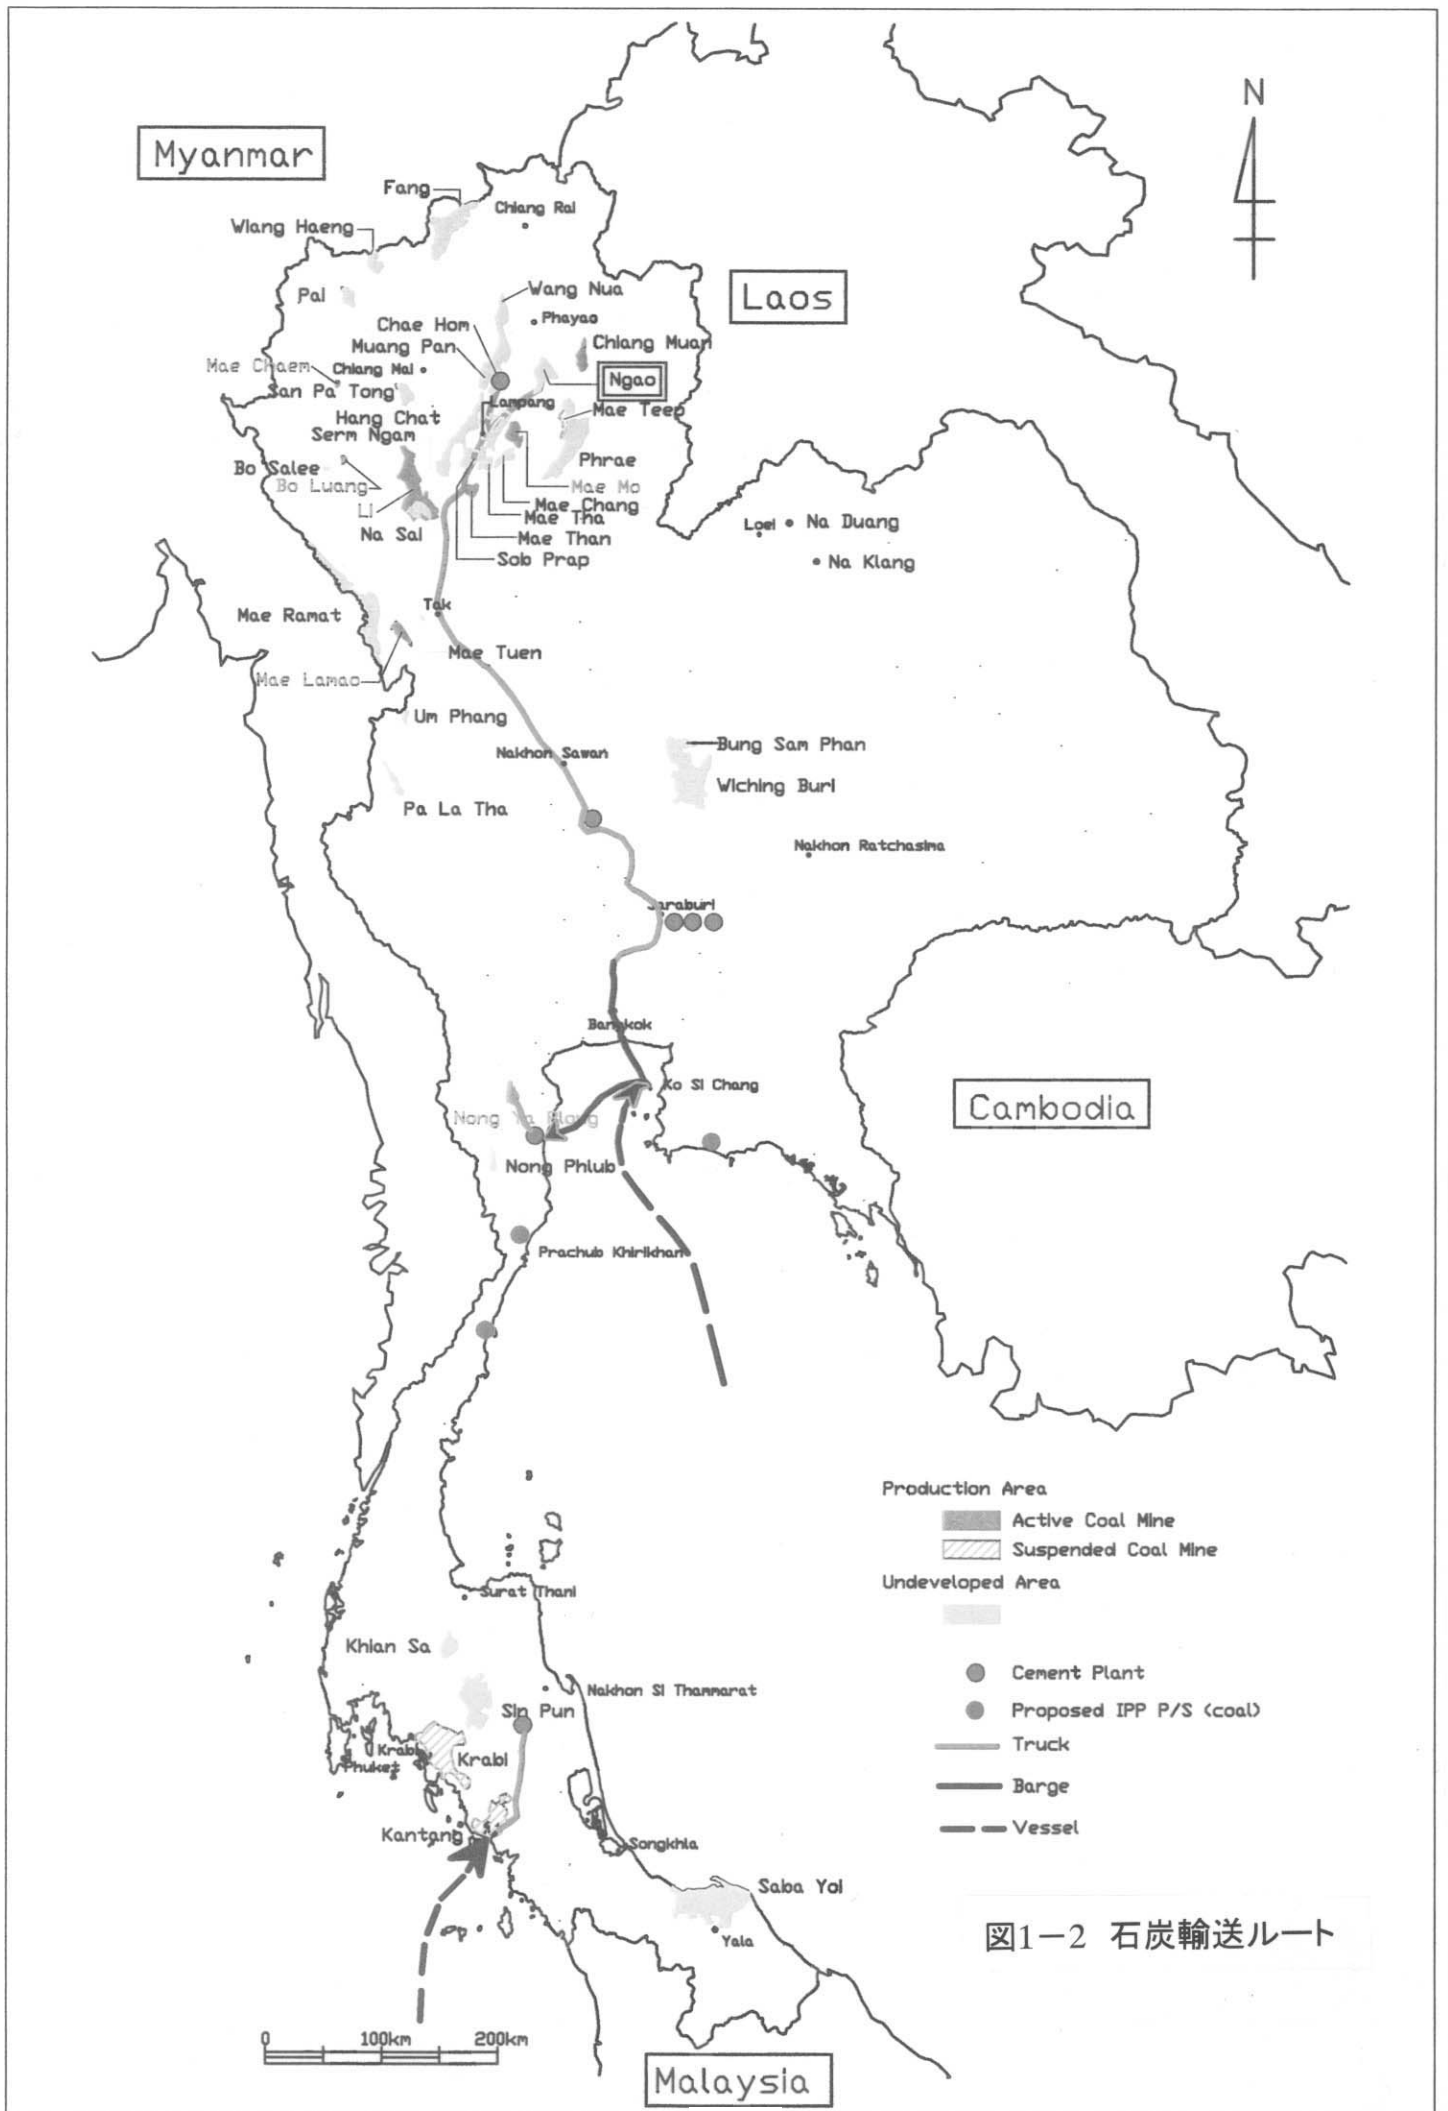 N
Myanmar
Fang
Chiang Rai
Wiang Haeng
Laos
Pai
Wang Nua
Phayao
Chae Hom
Muang Pan
Chiang Muan
Mae Chaem
Chiang Mai
Ngao
San Pa Tong
Lampang
Mae Teep
Hang Chat
Serm Ngam
Phrae
Bo Salee
Bo Luang
Mae Mo
Mae Chang
Li
Mae Tha
Na Sai
Mae Than
Sob Prap
Loei
Na Duang
Na Klang
Tak
Mae Ramat
Mae Tuen
Mae Lamao
Um Phang
Nakhon Sawan
Bung Sam Phan
Wiching Buri
Pa La Tha
Nakhon Ratchasima
Saraburi
Bangkok
Ko Si Chang
Cambodia
Nong Ya Plong
Nong Phlub
Prachub Khirikhan
Production Area
Active Coal Mine
Suspended Coal Mine
Undeveloped Area
Surat Thani
Khian Sa
Cement Plant
Nakhon Si Thammarat
Sin Pun
Proposed IPP P/S (coal)
Krabi
Phuket
Krabi
Truck
Barge
Kantang
Vessel
Songkhla
Saba Yoi
Yala
図1－2 石炭輸送ルート
0 100km 200km
Malaysia